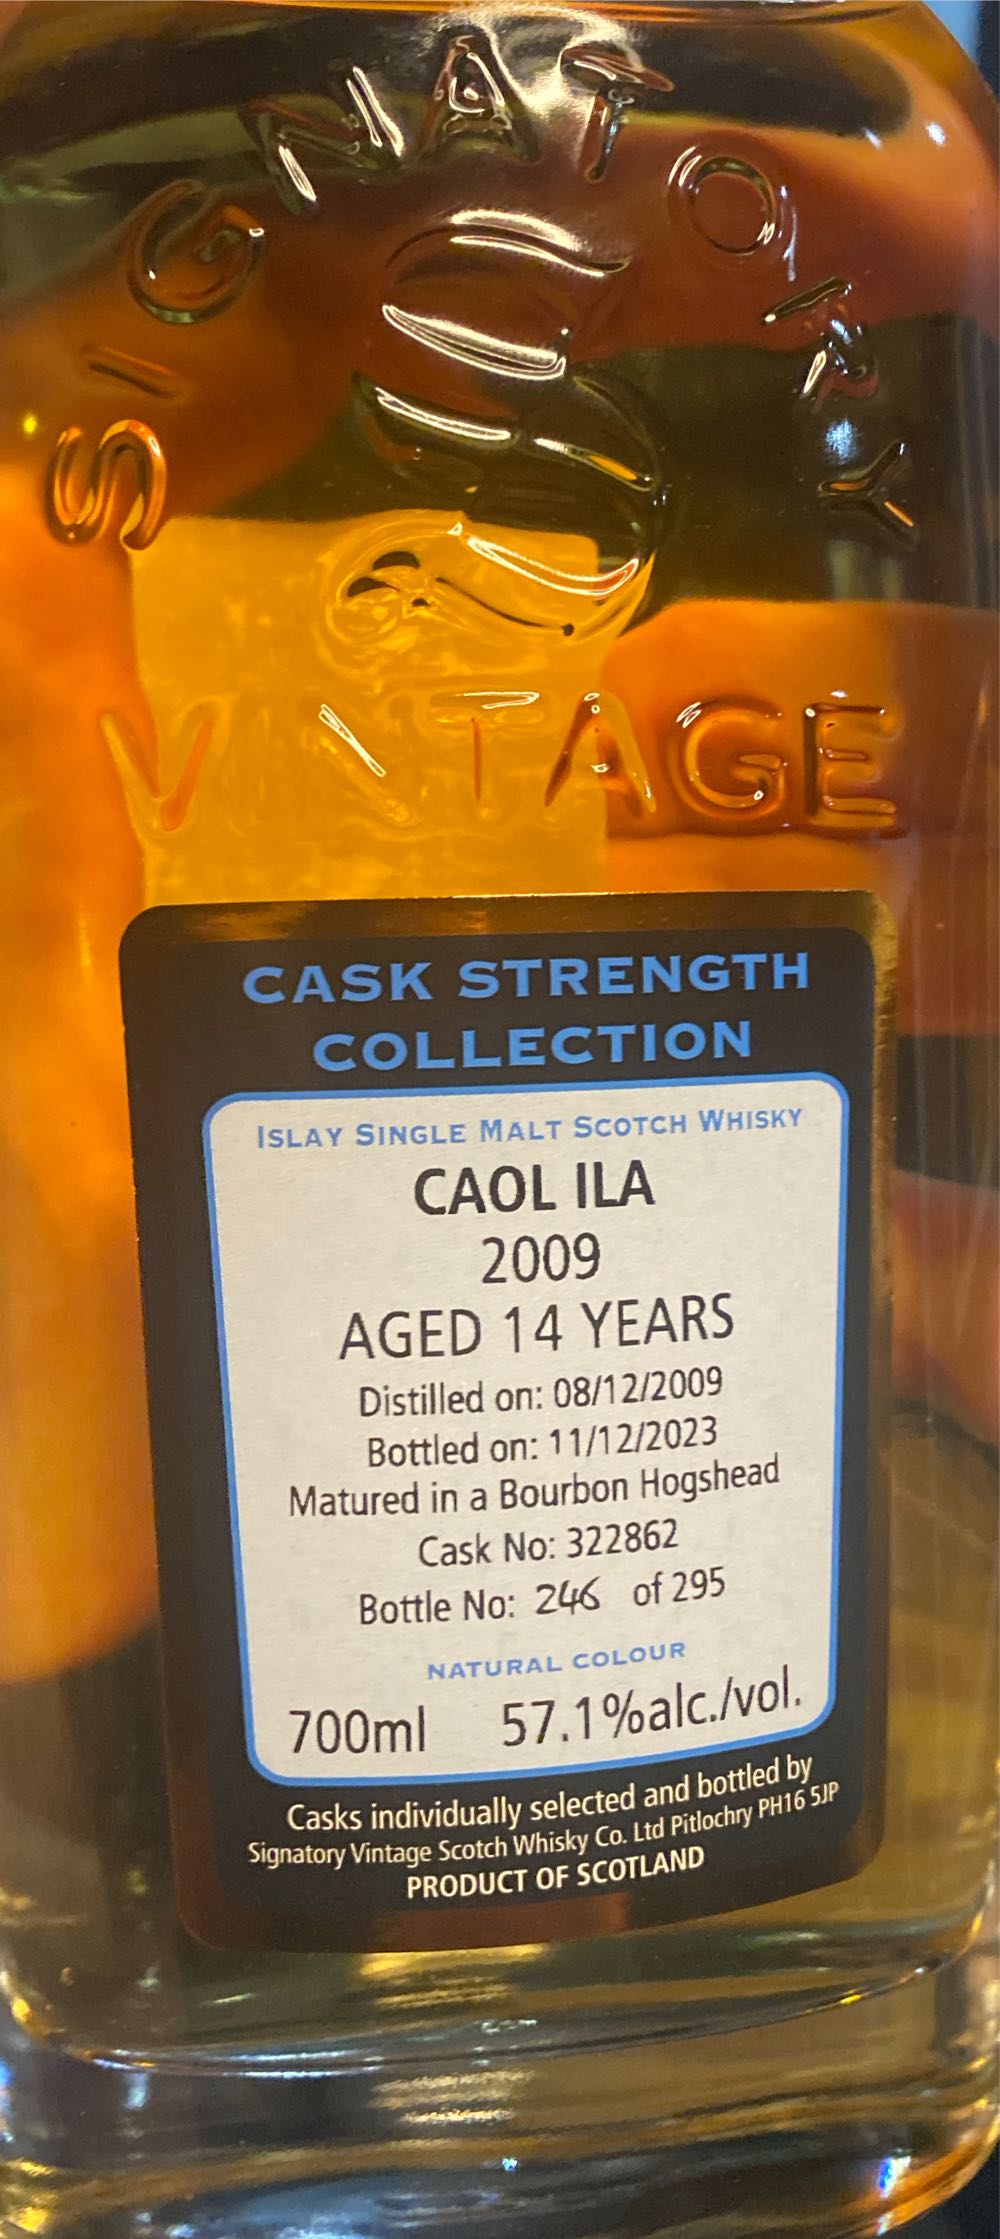 SIGNATORY
VINTAGE
CASK STRENGTH
COLLECTION
ISLAY SINGLE MALT SCOTCH WHISKY
CAOL ILA
2009
AGED 14 YEARS
Distilled on: 08/12/2009
Bottled on: 11/12/2023
Matured in a Bourbon Hogshead
Cask No: 322862
Bottle No: 246 of 295
NATURAL COLOUR
700ml 57.1%alc./vol.
Casks individually selected and bottled by
Signatory Vintage Scotch Whisky Co. Ltd Pitlochry PH16 5JP
PRODUCT OF SCOTLAND